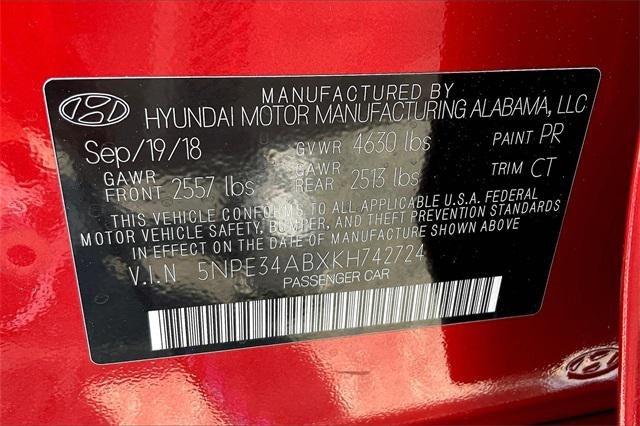 MANUFACTURED BY
HYUNDAI MOTOR MANUFACTURING ALABAMA, LLC
Sep/19/18 GVWR 4630 lbs PAINT PR
GAWR FRONT 2557 lbs GAWR REAR 2513 lbs TRIM CT
THIS VEHICLE CONFORMS TO ALL APPLICABLE U.S.A. FEDERAL
MOTOR VEHICLE SAFETY, BUMPER, AND THEFT PREVENTION STANDARDS
IN EFFECT ON THE DATE OF MANUFACTURE SHOWN ABOVE
V.I.N 5NPE34ABXKH742724
PASSENGER CAR